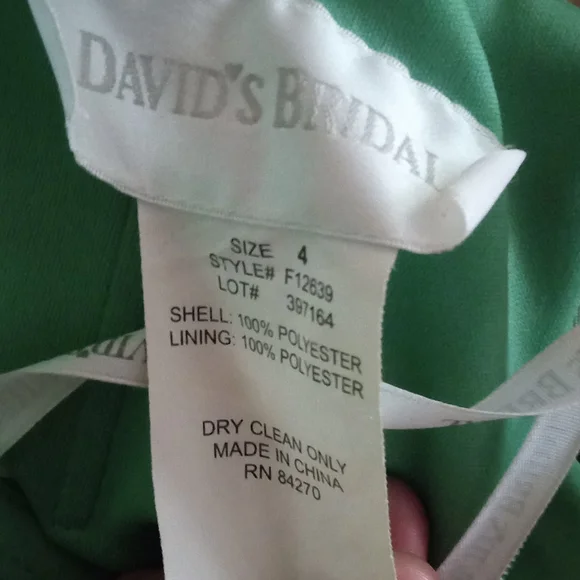 DAVID'S BRIDAL
SIZE 4
STYLE# F12639
LOT# 397164
SHELL: 100% POLYESTER
LINING: 100% POLYESTER
DRY CLEAN ONLY
MADE IN CHINA
RN 84270